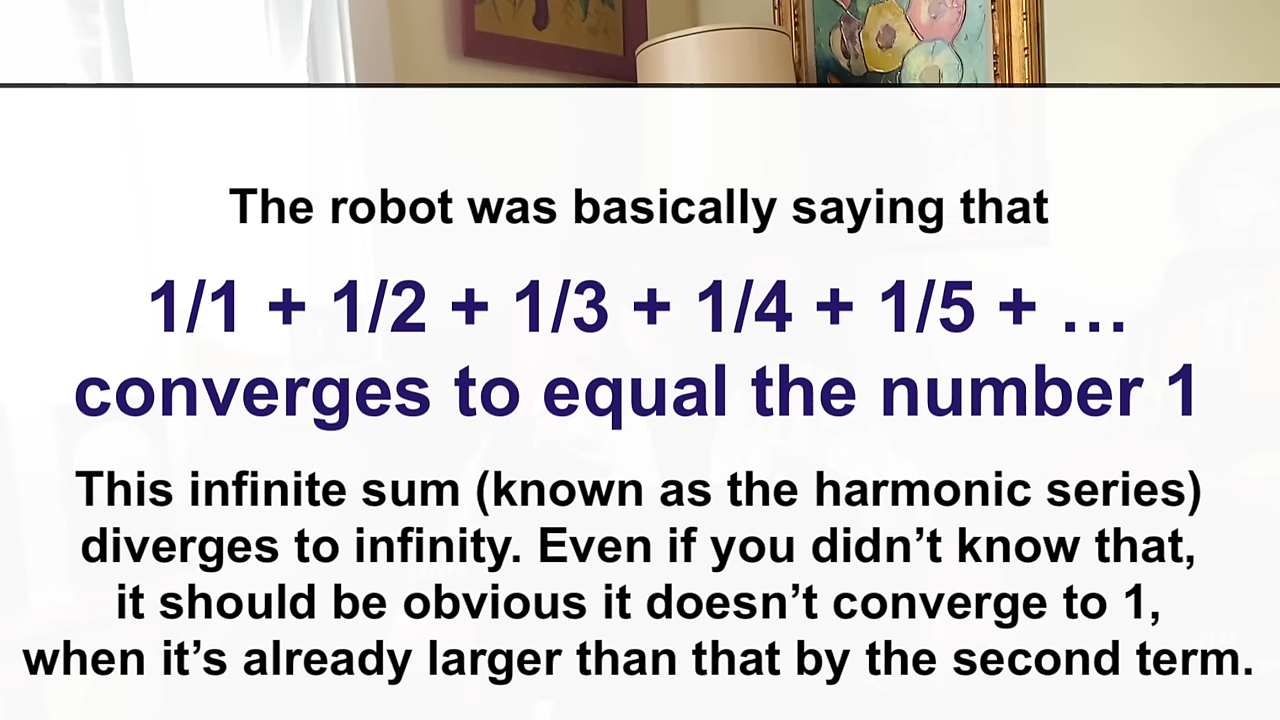 The robot was basically saying that
1/1 + 1/2 + 1/3 + 1/4 + 1/5 + …
converges to equal the number 1
This infinite sum (known as the harmonic series)
diverges to infinity. Even if you didn’t know that,
it should be obvious it doesn’t converge to 1,
when it’s already larger than that by the second term.